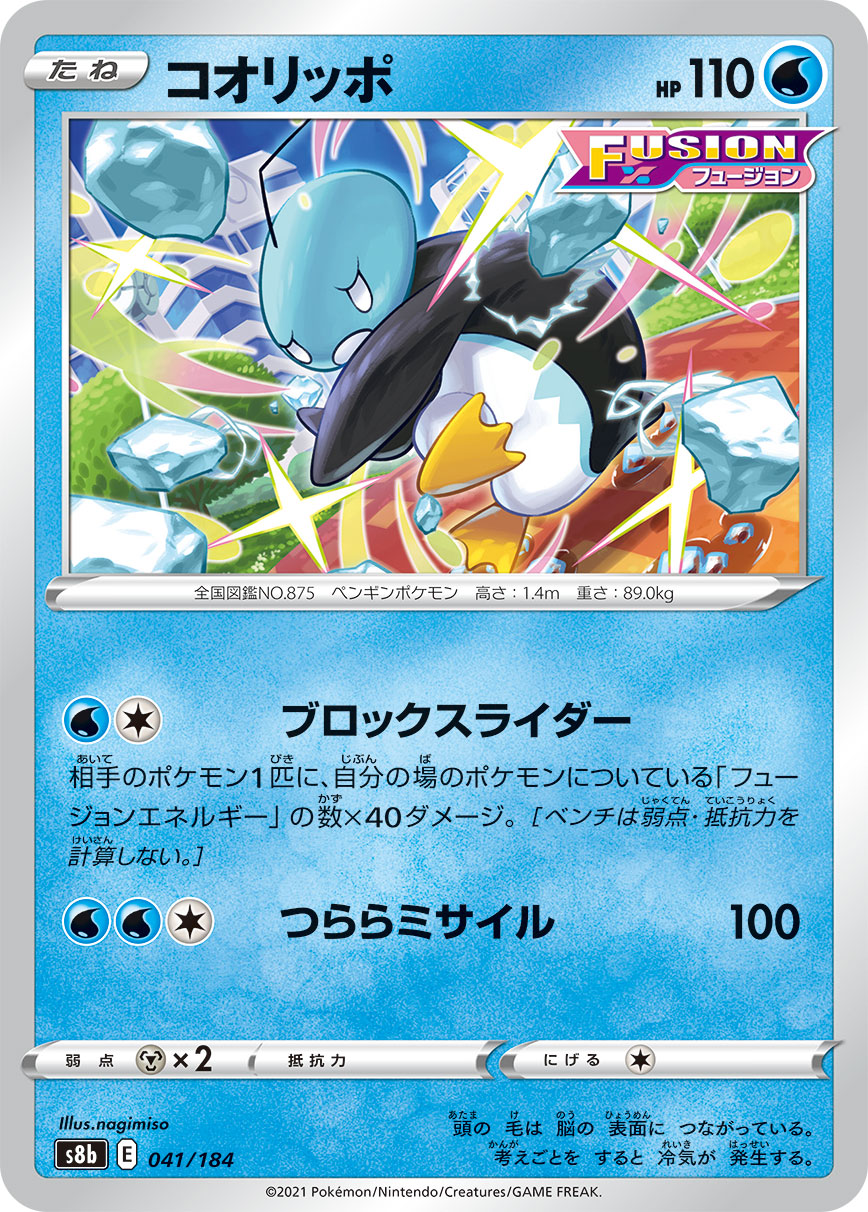 たね コオリッポ HP 110
FUSION
フュージョン
全国図鑑NO.875 ペンギンポケモン 高さ：1.4m 重さ：89.0kg
ブロックスライダー
相手のポケモン1匹に、自分の場のポケモンについている「フュー
ジョンエネルギー」の数×40ダメージ。［ベンチは弱点・抵抗力を
計算しない。］
つららミサイル 100
弱点 ×2 抵抗力 にげる
Illus.nagimiso
s8b E 041/184
頭の 毛は 脳の 表面に つながっている。
考えごとを すると 冷気が 発生する。
©2021 Pokémon/Nintendo/Creatures/GAME FREAK.